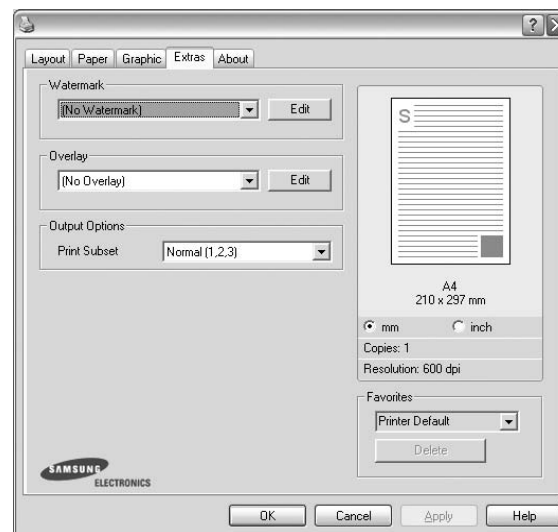 Layout Paper Graphic Extras About
Watermark
(No Watermark) Edit
Overlay
(No Overlay) Edit
Output Options
Print Subset Normal (1,2,3)
S
A4
210 x 297 mm
mm inch
Copies: 1
Resolution: 600 dpi
Favorites
Printer Default
Delete
SAMSUNG
ELECTRONICS
OK Cancel Apply Help